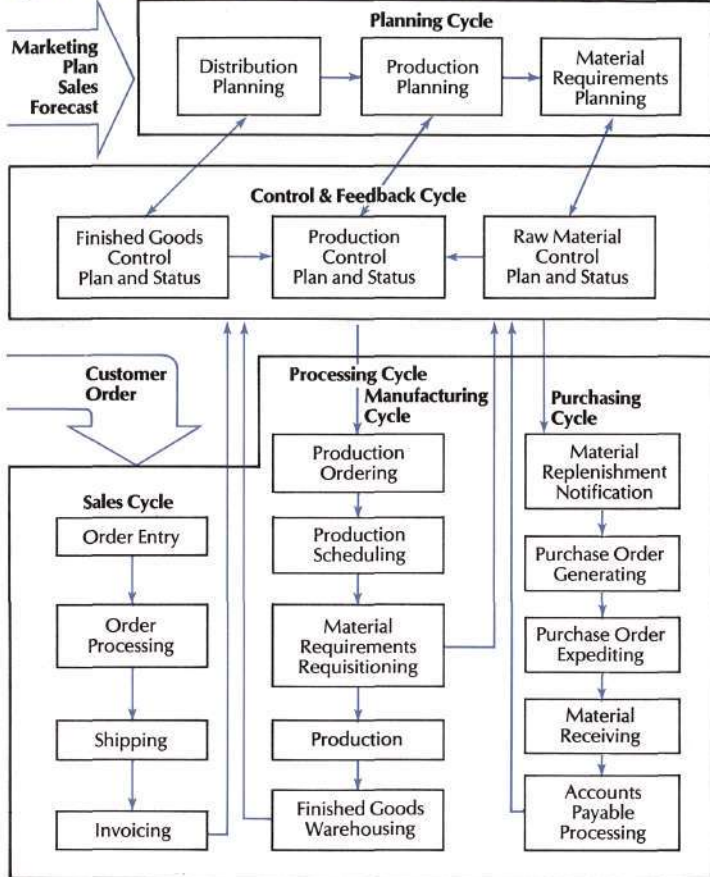 Marketing
Plan
Sales
Forecast
Planning Cycle
Distribution
Planning
Production
Planning
Material
Requirements
Planning
Control & Feedback Cycle
Finished Goods
Control
Plan and Status
Production
Control
Plan and Status
Raw Material
Control
Plan and Status
Customer
Order
Processing Cycle
Manufacturing
Cycle
Purchasing
Cycle
Sales Cycle
Order Entry
Order
Processing
Shipping
Invoicing
Production
Ordering
Production
Scheduling
Material
Requirements
Requisitioning
Production
Finished Goods
Warehousing
Material
Replenishment
Notification
Purchase Order
Generating
Purchase Order
Expediting
Material
Receiving
Accounts
Payable
Processing